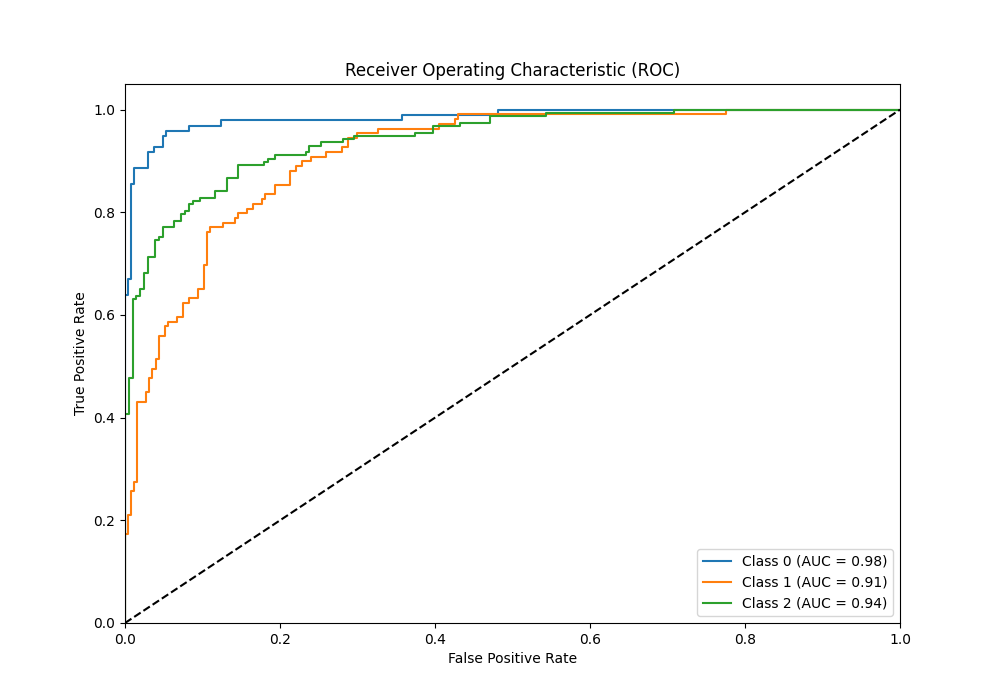 Receiver Operating Characteristic (ROC)
True Positive Rate
1.0
0.8
0.6
0.4
0.2
0.0
0.0 0.2 0.4 0.6 0.8 1.0
False Positive Rate
Class 0 (AUC = 0.98)
Class 1 (AUC = 0.91)
Class 2 (AUC = 0.94)